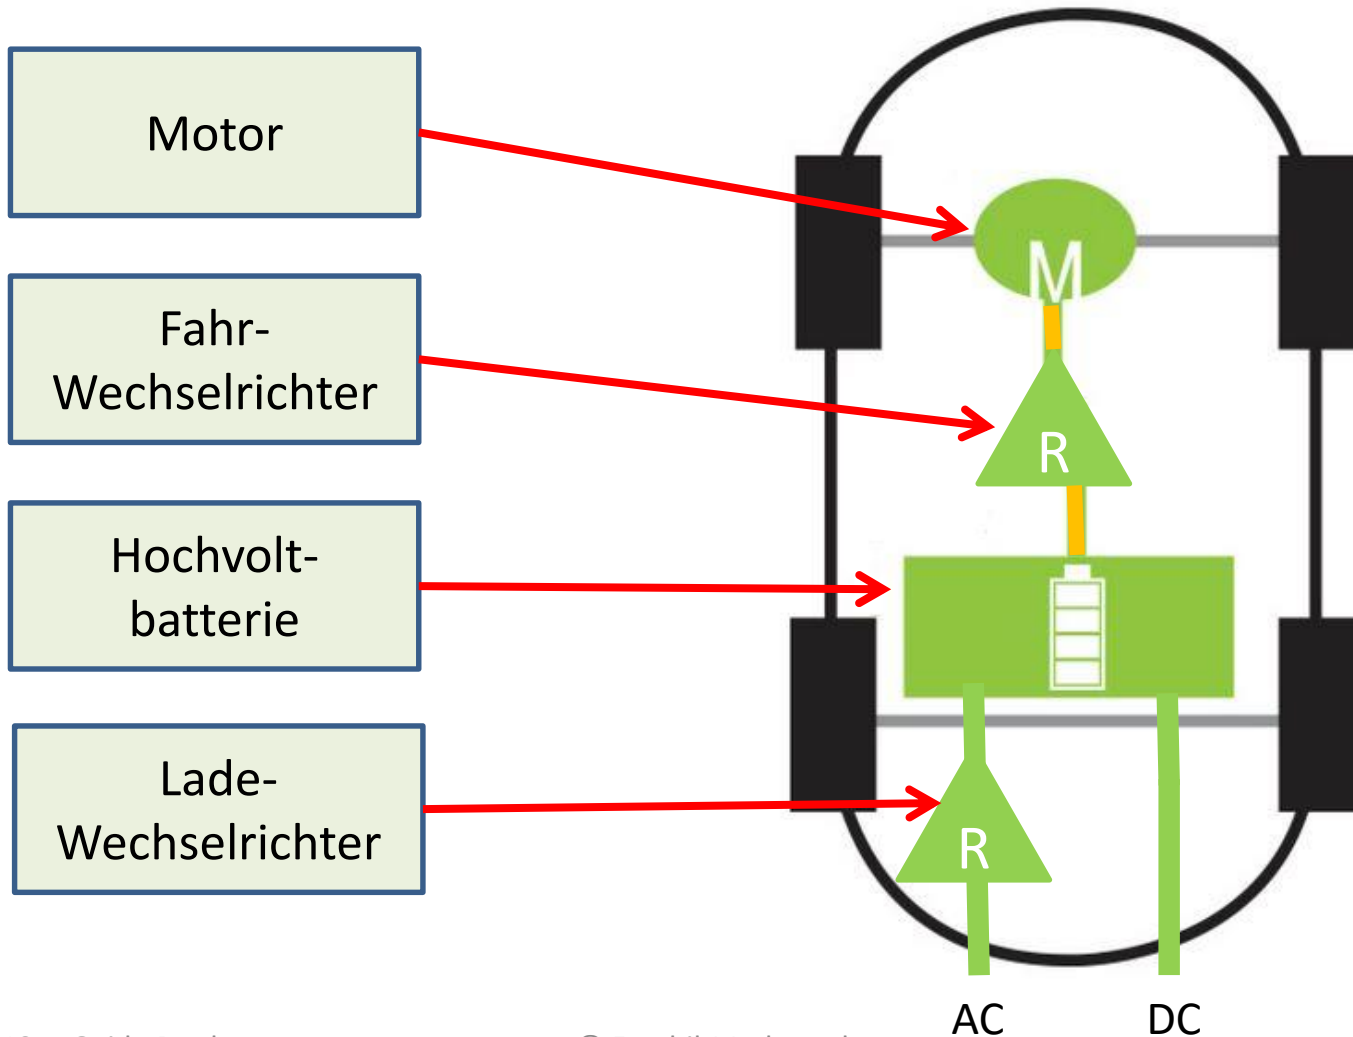 Motor
Fahr-
Wechselrichter
Hochvolt-
batterie
Lade-
Wechselrichter
M
R
R
AC
DC